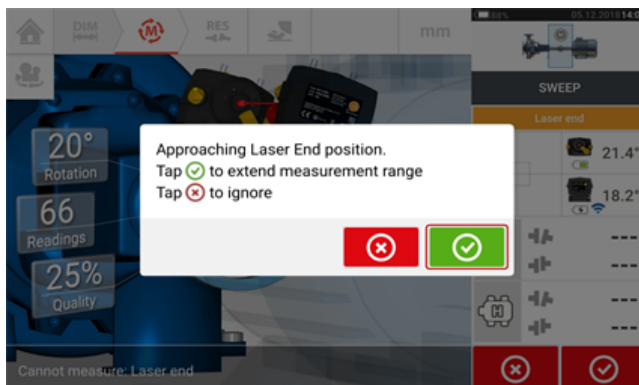 DIM
RES
mm
88%
05.12.2018 14:0
SWEEP
Laser end
20°
Rotation
66
Readings
25%
Quality
Approaching Laser End position.
Tap to extend measurement range
Tap to ignore
21.4°
18.2°
---
---
---
---
Cannot measure: Laser end